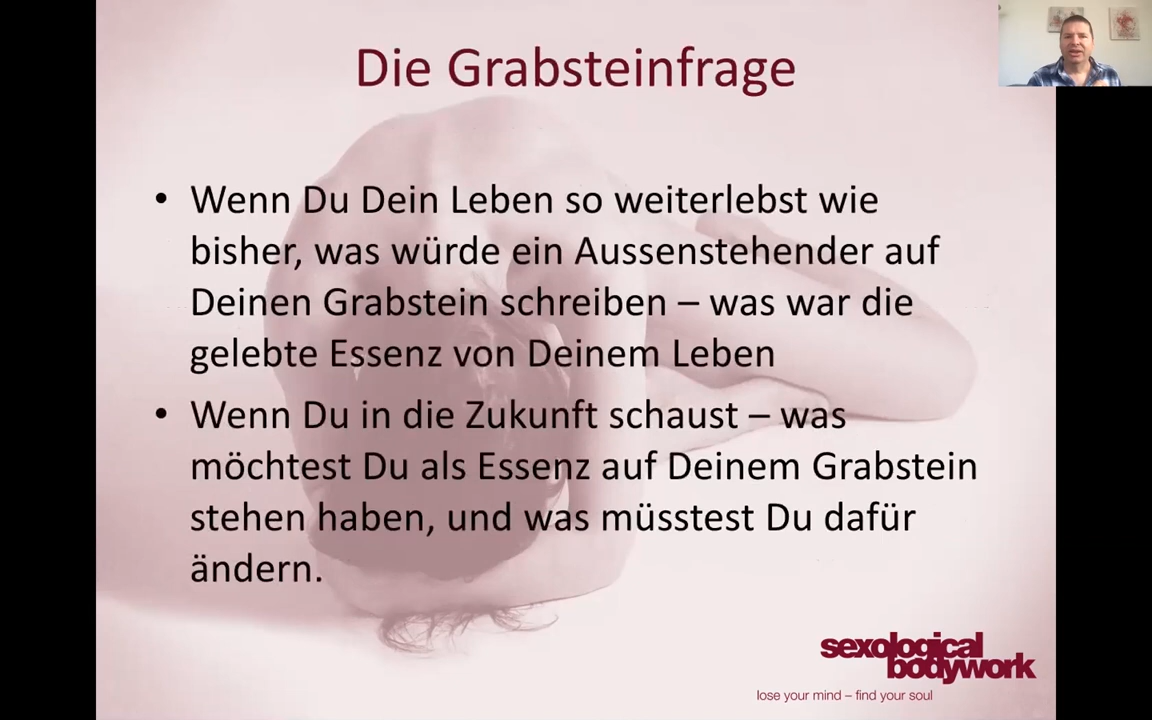 Die Grabsteinfrage
• Wenn Du Dein Leben so weiterlebst wie
bisher, was würde ein Aussenstehender auf
Deinen Grabstein schreiben – was war die
gelebte Essenz von Deinem Leben
• Wenn Du in die Zukunft schaust – was
möchtest Du als Essenz auf Deinem Grabstein
stehen haben, und was müsstest Du dafür
ändern.
sexological
bodywork
lose your mind – find your soul